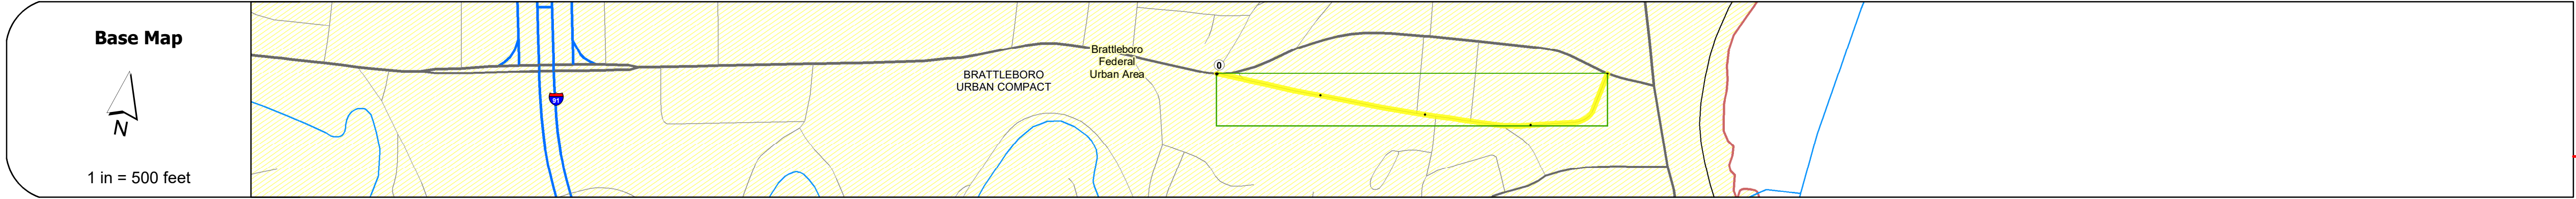 Base Map
N
1 in = 500 feet
91
BRATTLEBORO
URBAN COMPACT
Brattleboro
Federal
Urban Area
0